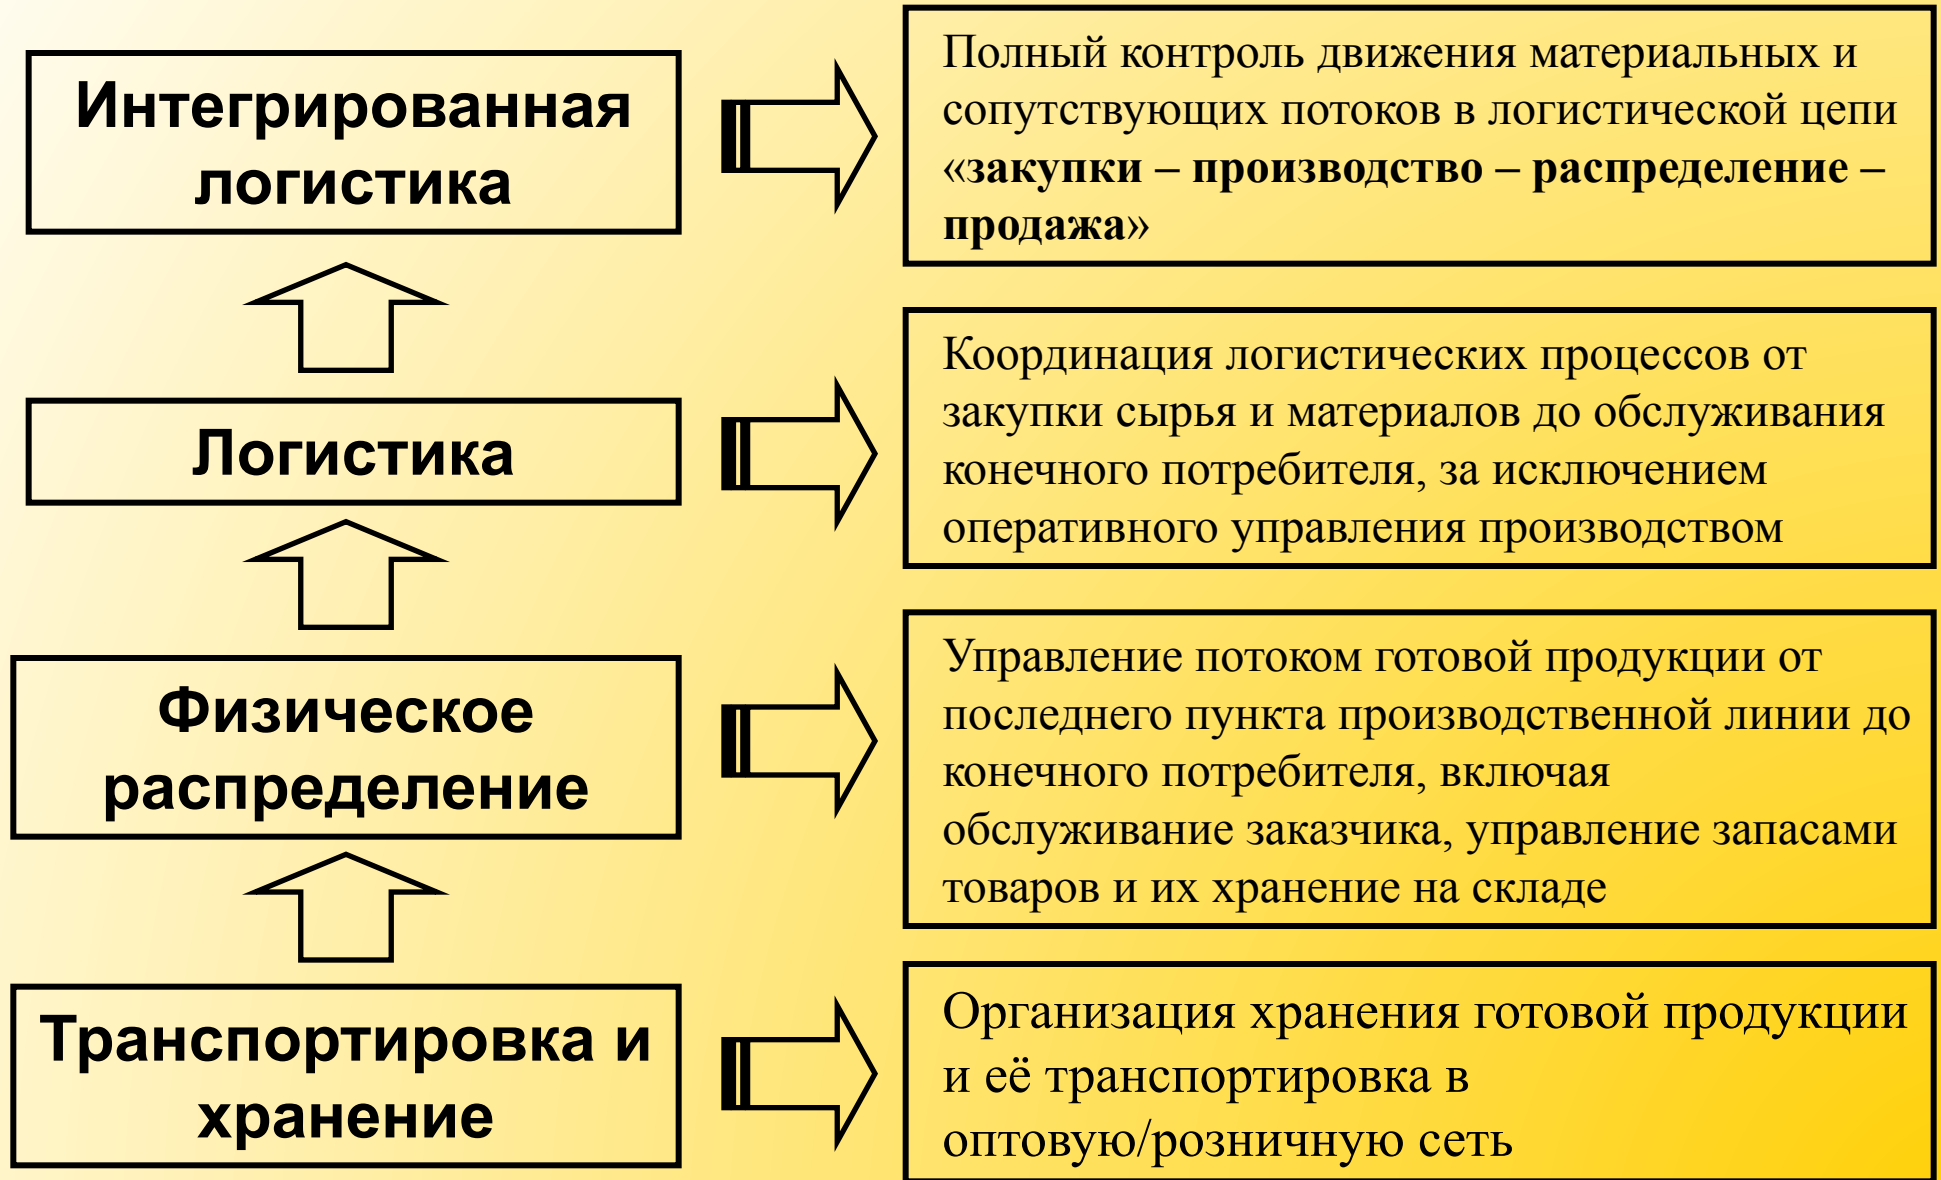 Интегрированная
логистика
Полный контроль движения материальных и
сопутствующих потоков в логистической цепи
«закупки – производство – распределение –
продажа»
Логистика
Координация логистических процессов от
закупки сырья и материалов до обслуживания
конечного потребителя, за исключением
оперативного управления производством
Физическое
распределение
Управление потоком готовой продукции от
последнего пункта производственной линии до
конечного потребителя, включая
обслуживание заказчика, управление запасами
товаров и их хранение на складе
Транспортировка и
хранение
Организация хранения готовой продукции
и её транспортировка в
оптовую/розничную сеть